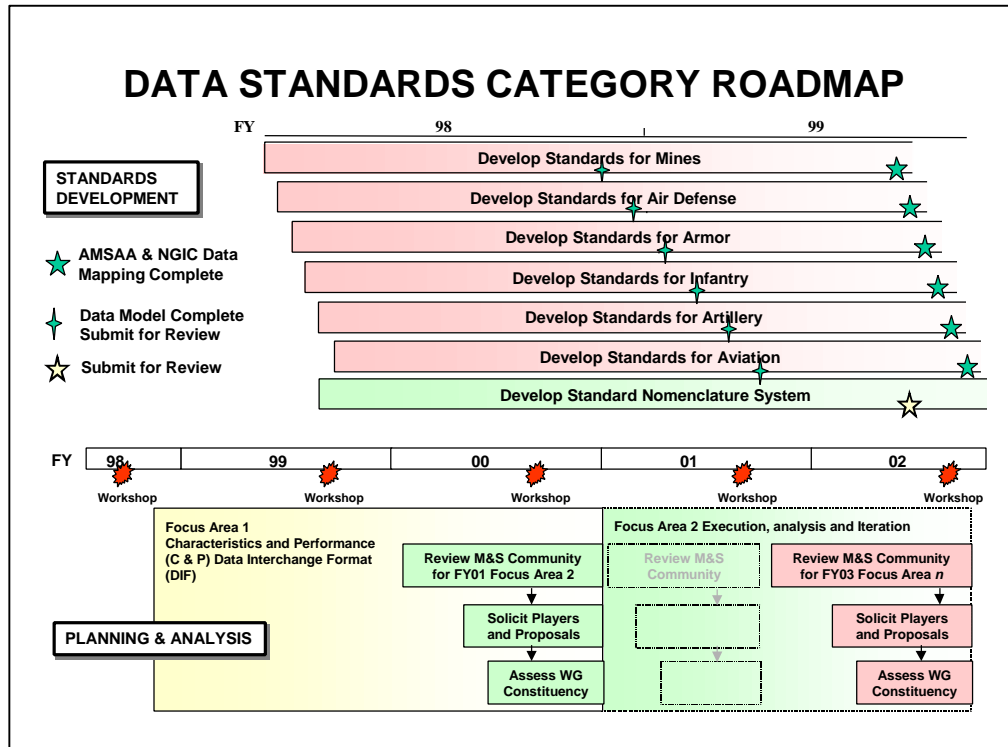 DATA STANDARDS CATEGORY ROADMAP
FY 98 99
STANDARDS
DEVELOPMENT
AMSAA & NGIC Data
Mapping Complete
Data Model Complete
Submit for Review
Submit for Review
Develop Standards for Mines
Develop Standards for Air Defense
Develop Standards for Armor
Develop Standards for Infantry
Develop Standards for Artillery
Develop Standards for Aviation
Develop Standard Nomenclature System
FY 98 99 00 01 02
Workshop Workshop Workshop Workshop Workshop
Focus Area 1
Characteristics and Performance
(C & P) Data Interchange Format
(DIF)
Review M&S Community
for FY01 Focus Area 2
Solicit Players
and Proposals
Assess WG
Constituency
Focus Area 2 Execution, analysis and Iteration
Review M&S
Community
Review M&S Community
for FY03 Focus Area n
Solicit Players
and Proposals
Assess WG
Constituency
PLANNING & ANALYSIS